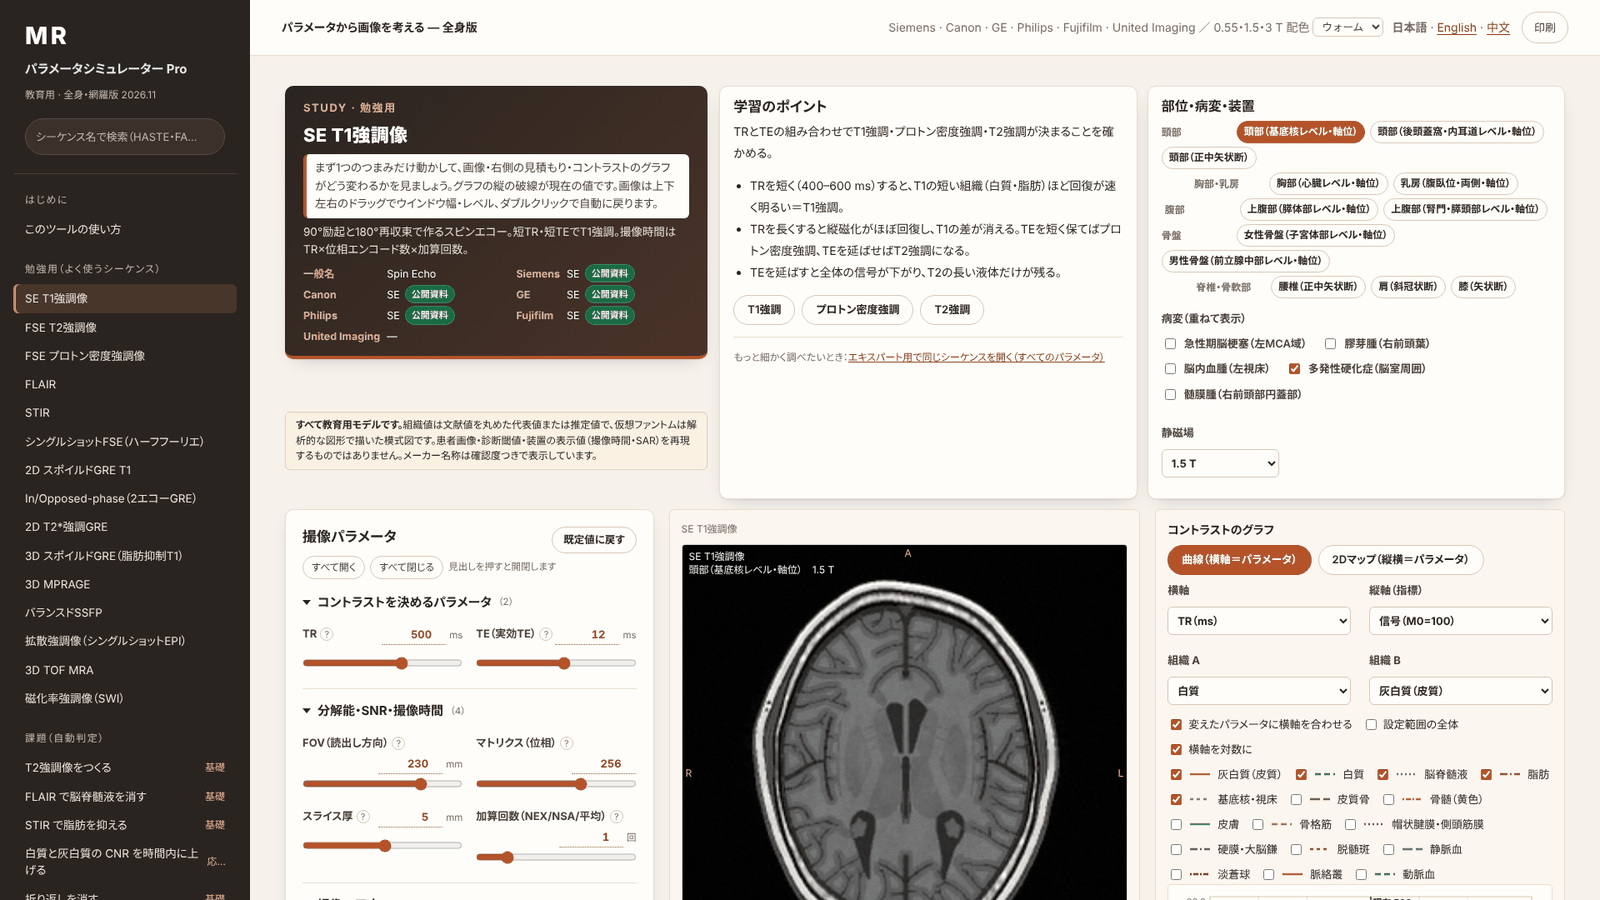 MR
パラメータシミュレーター Pro
教育用・全身・網羅版 2026.11
シーケンス名で検索（HASTE・FA…
はじめに
このツールの使い方
勉強用（よく使うシーケンス）
SE T1強調像
FSE T2強調像
FSE プロトン密度強調像
FLAIR
STIR
シングルショットFSE（ハーフフーリエ）
2D スポイルドGRE T1
In/Opposed-phase（2エコーGRE）
2D T2*強調GRE
3D スポイルドGRE（脂肪抑制T1）
3D MPRAGE
バランスドSSFP
拡散強調像（シングルショットEPI）
3D TOF MRA
磁化率強調像（SWI）
課題（自動判定）
T2強調像をつくる 基礎
FLAIR で脳脊髄液を消す 基礎
STIR で脂肪を抑える 基礎
白質と灰白質の CNR を時間内に上げる 応…
折り返しを消す 基礎
パラメータから画像を考える — 全身版
Siemens · Canon · GE · Philips · Fujifilm · United Imaging ／ 0.55・1.5・3 T 配色 ウォーム 日本語 · English · 中文 印刷
STUDY · 勉強用
SE T1強調像
まず1つのつまみだけ動かして、画像・右側の見積もり・コントラストのグラフ
がどう変わるかを見ましょう。グラフの縦の破線が現在の値です。画像は上下
左右のドラッグでウインドウ幅・レベル、ダブルクリックで自動に戻ります。
90°励起と180°再収束で作るスピンエコー。短TR・短TEでT1強調。撮像時間は
TR×位相エンコード数×加算回数。
一般名 Spin Echo Siemens SE 公開資料
Canon SE 公開資料 GE SE 公開資料
Philips SE 公開資料 Fujifilm SE 公開資料
United Imaging —
すべて教育用モデルです。組織値は文献値を丸めた代表値または推定値で、仮想ファントムは解
析的な図形で描いた模式図です。患者画像・診断閾値・装置の表示値（撮像時間・SAR）を再現
するものではありません。メーカー名称は確認度つきで表示しています。
学習のポイント
TRとTEの組み合わせでT1強調・プロトン密度強調・T2強調が決まることを確
かめる。
• TRを短く（400–600 ms）すると、T1の短い組織（白質・脂肪）ほど回復が速
く明るい＝T1強調。
• TRを長くすると縦磁化がほぼ回復し、T1の差が消える。TEを短く保てばプロ
トン密度強調、TEを延ばせばT2強調になる。
• TEを延ばすと全体の信号が下がり、T2の長い液体だけが残る。
T1強調 プロトン密度強調 T2強調
もっと細かく調べたいとき：エキスパート用で同じシーケンスを開く（すべてのパラメータ）
部位・病変・装置
頭部 頭部（基底核レベル・軸位） 頭部（後頭蓋窩・内耳道レベル・軸位）
頭部（正中矢状断）
胸部・乳房 胸部（心臓レベル・軸位） 乳房（腹臥位・両側・軸位）
腹部 上腹部（膵体部レベル・軸位） 上腹部（腎門・膵頭部レベル・軸位）
骨盤 女性骨盤（子宮体部レベル・軸位）
男性骨盤（前立腺中部レベル・軸位）
脊椎・骨軟部 腰椎（正中矢状断） 肩（斜冠状断） 膝（矢状断）
病変（重ねて表示）
急性期脳梗塞（左MCA域） 膠芽腫（右前頭葉）
脳内血腫（左視床） 多発性硬化症（脳室周囲）
髄膜腫（右前頭部円蓋部）
静磁場
1.5 T
撮像パラメータ
既定値に戻す
すべて開く すべて閉じる 見出しを押すと開閉します
▼ コントラストを決めるパラメータ (2)
TR ? 500 ms TE（実効TE） ? 12 ms
▼ 分解能・SNR・撮像時間 (4)
FOV（読出し方向） ? 230 mm マトリクス（位相） ? 256
スライス厚 ? 5 mm 加算回数（NEX/NSA/平均） ? 1 回
SE T1強調像
SE T1強調像
頭部（基底核レベル・軸位） 1.5 T
A
R
L
コントラストのグラフ
曲線（横軸＝パラメータ） 2Dマップ（縦横＝パラメータ）
横軸 縦軸（指標）
TR（ms） 信号（M0=100）
組織 A 組織 B
白質 灰白質（皮質）
変えたパラメータに横軸を合わせる 設定範囲の全体
横軸を対数に
灰白質（皮質） 白質 脳脊髄液 脂肪
基底核・視床 皮質骨 骨髄（黄色）
皮膚 骨格筋 帽状腱膜・側頭筋膜
硬膜・大脳鎌 脱髄斑 静脈血
淡蒼球 脈絡叢 動脈血